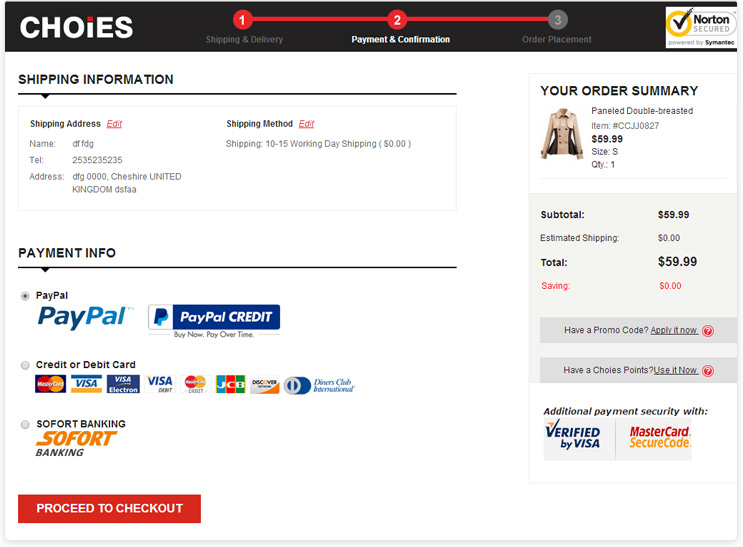 CHOiES
1
2
3
Shipping & Delivery
Payment & Confirmation
Order Placement
Norton
SECURED
powered by Symantec
SHIPPING INFORMATION
Shipping Address Edit
Name: df fdg
Tel: 2535235235
Address: dfg 0000, Cheshire UNITED
KINGDOM dsfaa
Shipping Method Edit
Shipping: 10-15 Working Day Shipping ( $0.00 )
PAYMENT INFO
PayPal
PayPal
PayPal CREDIT
Buy Now. Pay Over Time.
Credit or Debit Card
MasterCard
VISA
VISA
Electron
VISA
DEBIT
MasterCard
DEBIT
JCB
DISCOVER
NETWORK
Diners Club
International
SOFORT BANKING
SOFORT
BANKING
PROCEED TO CHECKOUT
YOUR ORDER SUMMARY
Paneled Double-breasted
Item: #CCJJ0827
$59.99
Size: S
Qty.: 1
Subtotal: $59.99
Estimated Shipping: $0.00
Total: $59.99
Saving: $0.00
Have a Promo Code? Apply it now ?
Have a Choies Points?Use it Now ?
Additional payment security with:
VERIFIED
by VISA
MasterCard.
SecureCode.